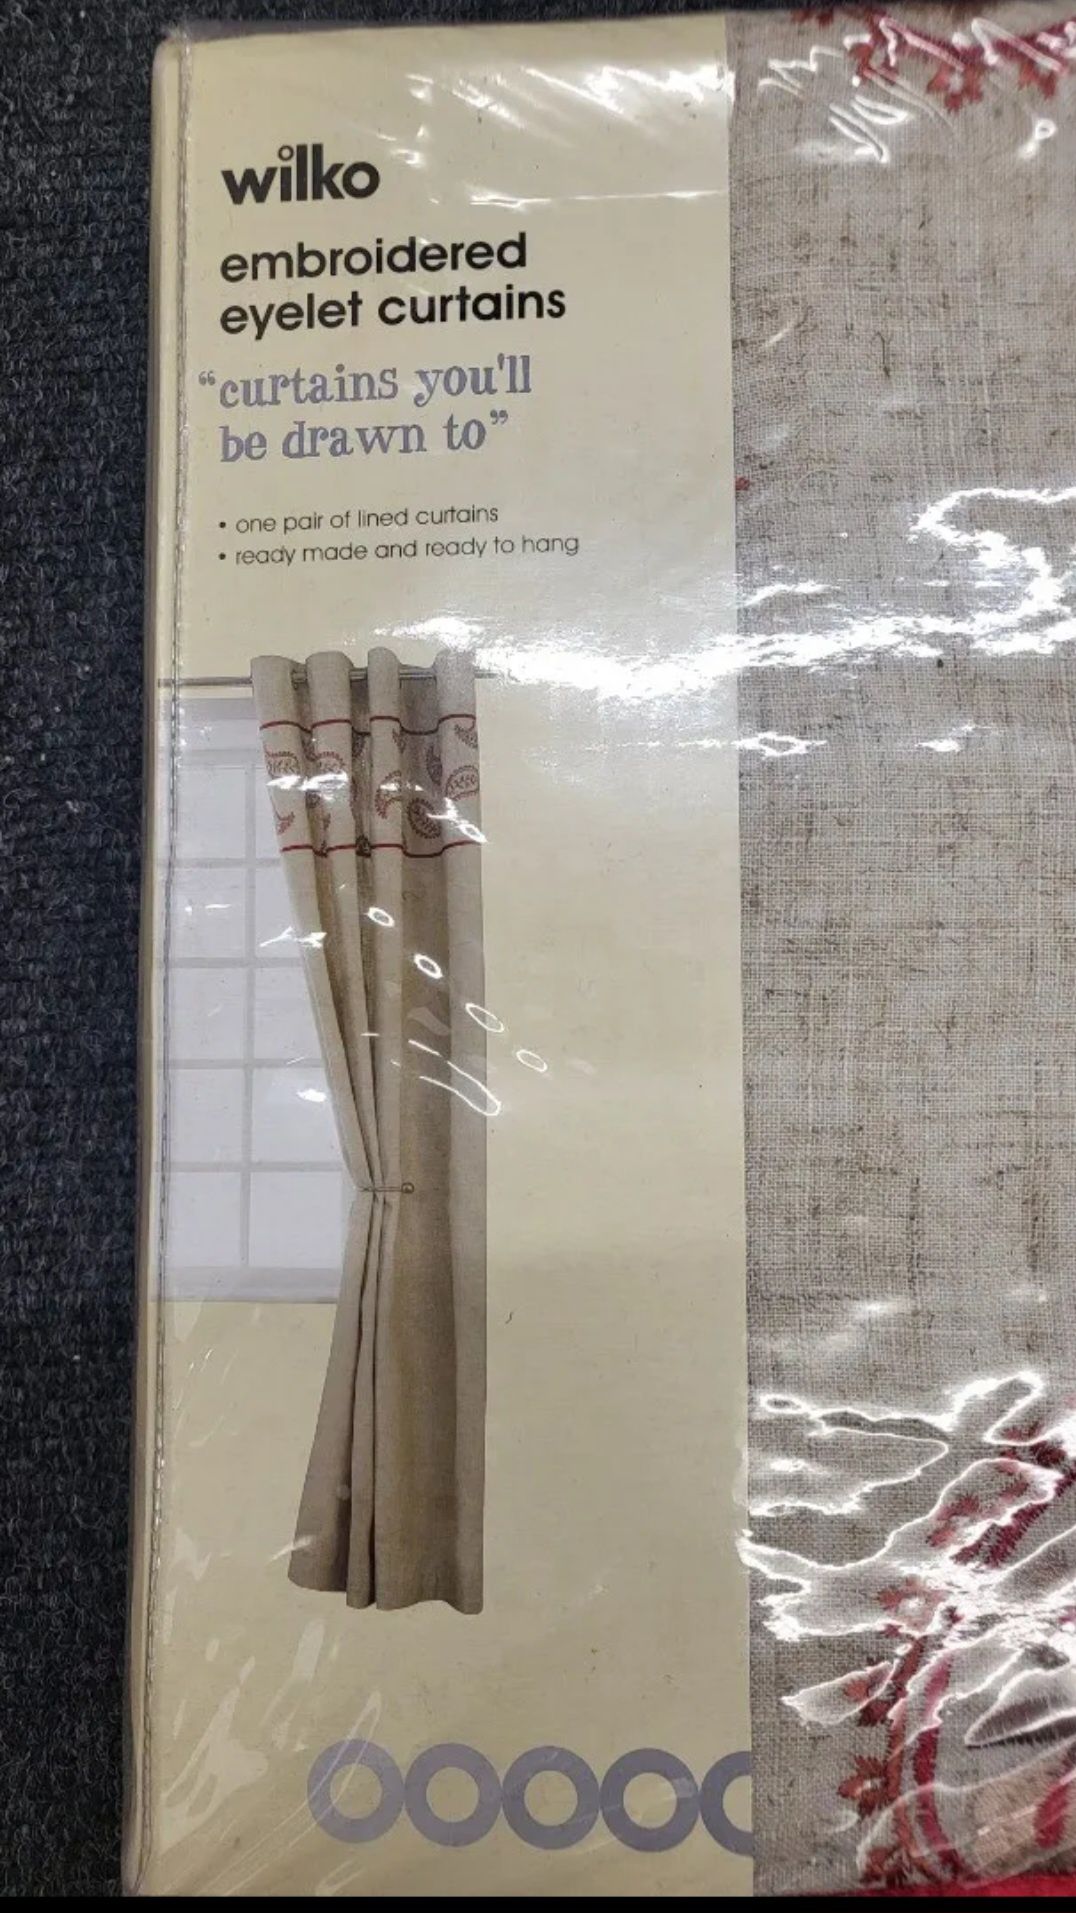 wilko
embroidered
eyelet curtains
“curtains you'll
be drawn to”
• one pair of lined curtains
• ready made and ready to hang